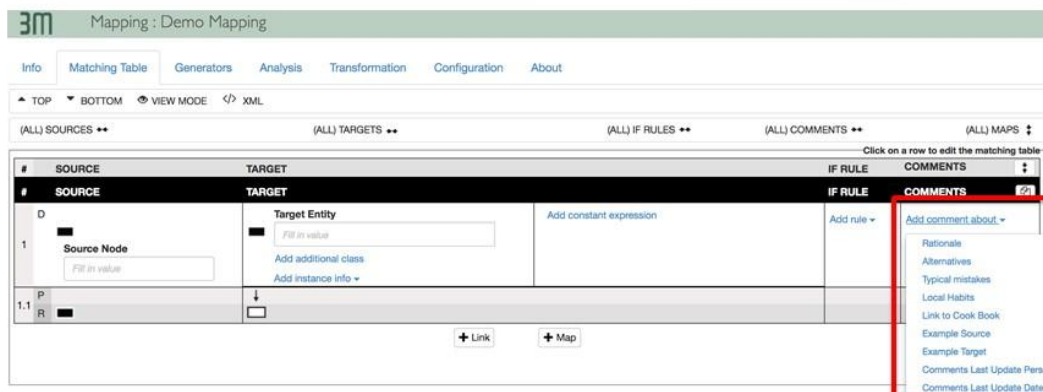 3M Mapping : Demo Mapping
Info Matching Table Generators Analysis Transformation Configuration About
TOP BOTTOM VIEW MODE </> XML
(ALL) SOURCES (ALL) TARGETS (ALL) IF RULES (ALL) COMMENTS (ALL) MAPS
Click on a row to edit the matching table
# SOURCE TARGET IF RULE COMMENTS
# SOURCE TARGET IF RULE COMMENTS
D Target Entity Add constant expression Add rule Add comment about
Fill in value
1 Source Node
Add additional class
Fill in value
Add instance info
Rationale
Alternatives
Typical mistakes
Local Habits
Link to Cook Book
Example Source
Example Target
Comments Last Update Pers
Comments Last Update Date
1.1 P
R
+ Link + Map